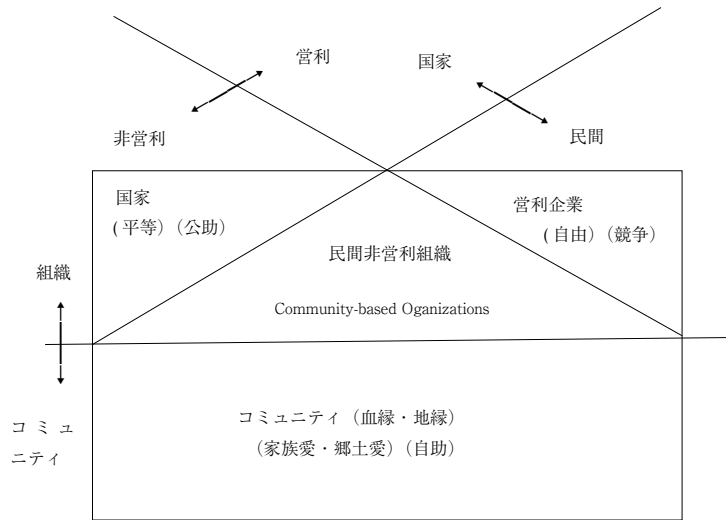 営利
国家
非営利
民間
国家
(平等)(公助)
営利企業
(自由)(競争)
民間非営利組織
組織
Community-based Oganizations
コミュニティ(血縁・地縁)
(家族愛・郷土愛)(自助)
コミュ
ニティ